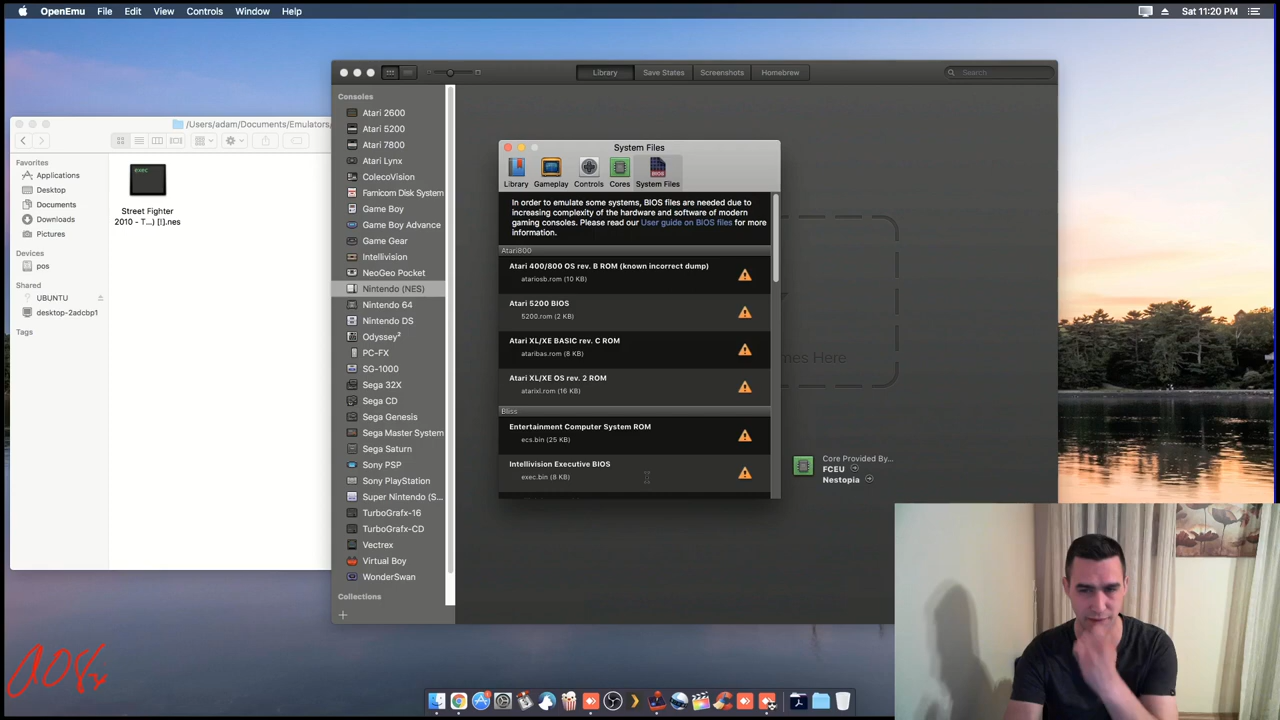 OpenEmu File Edit View Controls Window Help
Sat 11:20 PM
Library Save States Screenshots Homebrew
Search
/Users/adam/Documents/Emulators/
Favorites
Applications
Desktop
Documents
Downloads
Pictures
Devices
pos
Shared
UBUNTU
desktop-2adcbp1
Tags
exec
Street Fighter
2010 - T...) [!].nes
Consoles
Atari 2600
Atari 5200
Atari 7800
Atari Lynx
ColecoVision
Famicom Disk System
Game Boy
Game Boy Advance
Game Gear
Intellivision
NeoGeo Pocket
Nintendo (NES)
Nintendo 64
Nintendo DS
Odyssey²
PC-FX
SG-1000
Sega 32X
Sega CD
Sega Genesis
Sega Master System
Sega Saturn
Sony PSP
Sony PlayStation
Super Nintendo (S...
TurboGrafx-16
TurboGrafx-CD
Vectrex
Virtual Boy
WonderSwan
Collections
System Files
Library Gameplay Controls Cores System Files
In order to emulate some systems, BIOS files are needed due to
increasing complexity of the hardware and software of modern
gaming consoles. Please read our User guide on BIOS files for more
information.
Atari800
Atari 400/800 OS rev. B ROM (known incorrect dump)
atariosb.rom (10 KB)
Atari 5200 BIOS
5200.rom (2 KB)
Atari XL/XE BASIC rev. C ROM
ataribas.rom (8 KB)
Atari XL/XE OS rev. 2 ROM
atarixl.rom (16 KB)
Bliss
Entertainment Computer System ROM
ecs.bin (25 KB)
Intellivision Executive BIOS
exec.bin (8 KB)
Here
Core Provided By...
FCEU
Nestopia